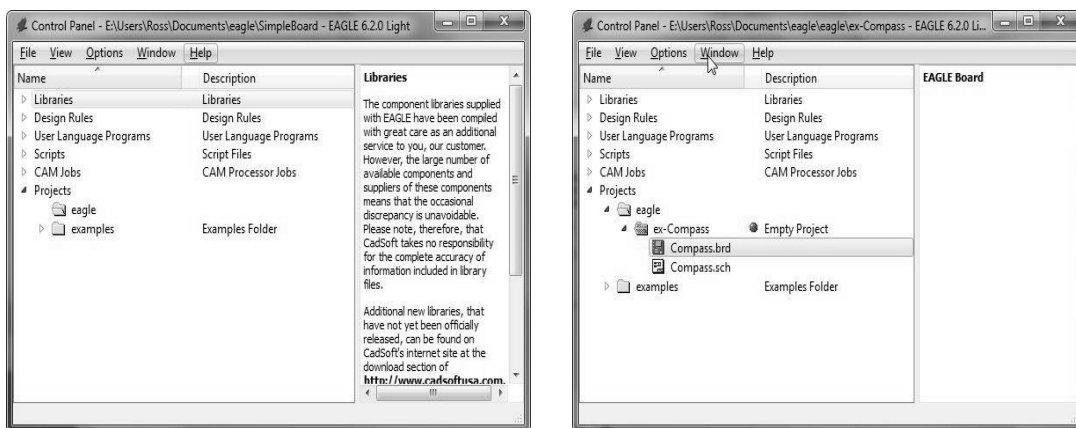 Control Panel - E:\Users\Ross\Documents\eagle\SimpleBoard - EAGLE 6.2.0 Light
File View Options Window Help
Name Description
Libraries Libraries
Design Rules Design Rules
User Language Programs User Language Programs
Scripts Script Files
CAM Jobs CAM Processor Jobs
Projects
eagle
examples Examples Folder
Libraries
The component libraries supplied
with EAGLE have been compiled
with great care as an additional
service to you, our customer.
However, the large number of
available components and
suppliers of these components
means that the occasional
discrepancy is unavoidable.
Please note, therefore, that
CadSoft takes no responsibility
for the complete accuracy of
information included in library
files.
Additional new libraries, that
have not yet been officially
released, can be found on
CadSoft's internet site at the
download section of
http://www.cadsoftusa.com.
Control Panel - E:\Users\Ross\Documents\eagle\eagle\ex-Compass - EAGLE 6.2.0 Li...
File View Options Window Help
Name Description
Libraries Libraries
Design Rules Design Rules
User Language Programs User Language Programs
Scripts Script Files
CAM Jobs CAM Processor Jobs
Projects
eagle
ex-Compass Empty Project
Compass.brd
Compass.sch
examples Examples Folder
EAGLE Board